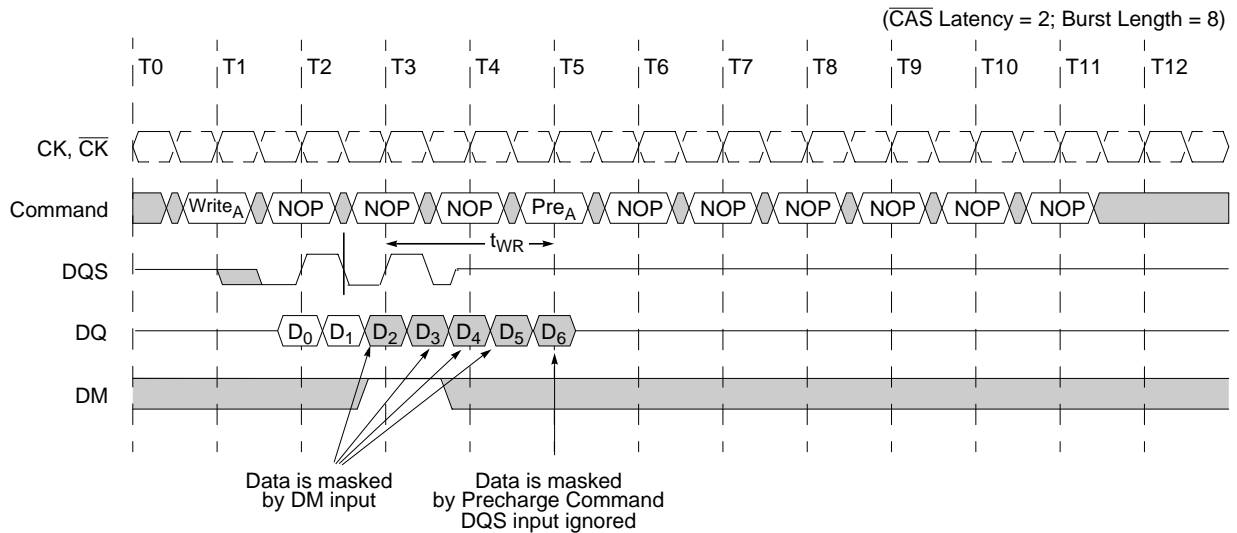 (CAS Latency = 2; Burst Length = 8)
T0 T1 T2 T3 T4 T5 T6 T7 T8 T9 T10 T11 T12
CK, CK
Command WriteA NOP NOP NOP PreA NOP NOP NOP NOP NOP NOP
tWR
DQS
DQ D0 D1 D2 D3 D4 D5 D6
DM
Data is masked
by DM input
Data is masked
by Precharge Command
DQS input ignored